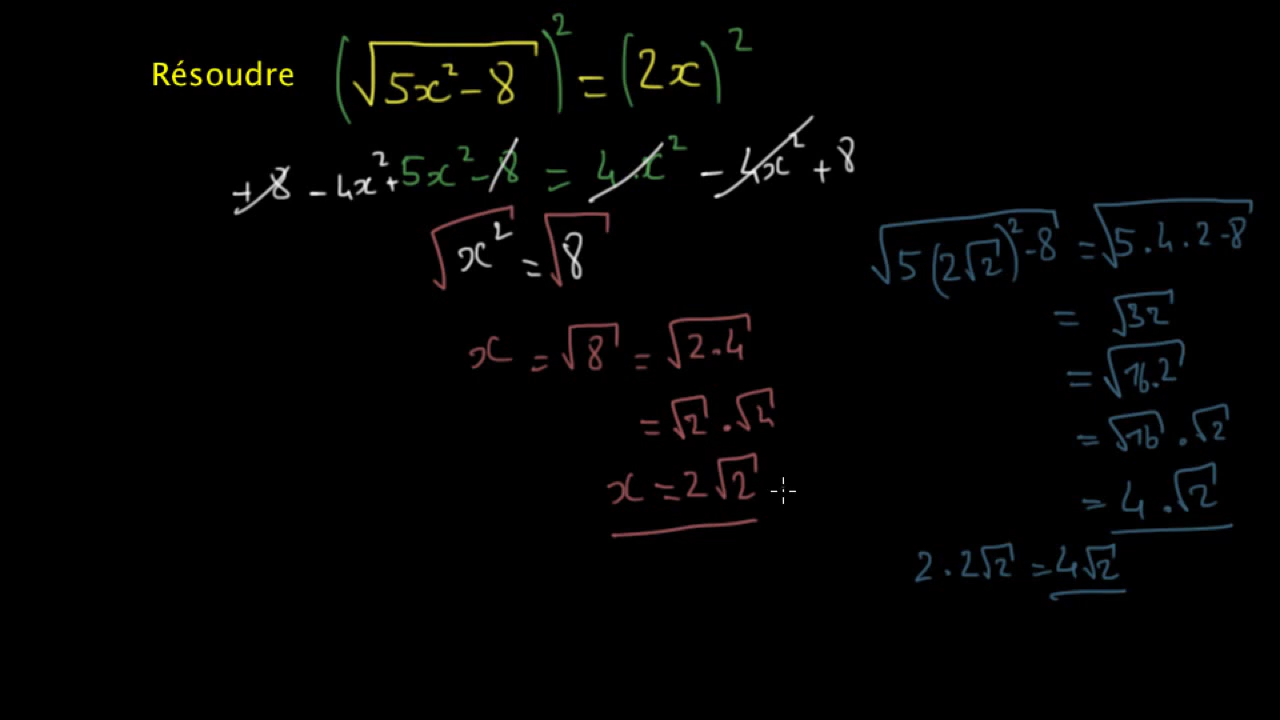 Résoudre (√(5x²-8))² = (2x)²
+8 - 4x² + 5x² - 8 = 4.x² - 4x² + 8
√x² = √8
x = √8 = √2.4
= √2 . √4
x = 2√2
√5(2√2)²-8 = √5.4.2-8
= √32
= √16.2
= √16 . √2
= 4 . √2
2.2√2 = 4√2